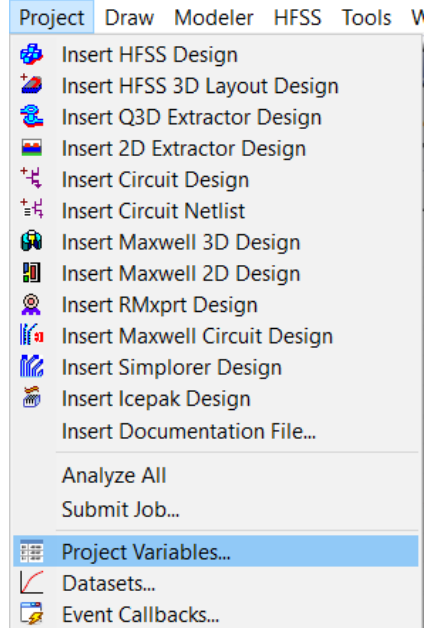 Project Draw Modeler HFSS Tools
Insert HFSS Design
Insert HFSS 3D Layout Design
Insert Q3D Extractor Design
Insert 2D Extractor Design
Insert Circuit Design
Insert Circuit Netlist
Insert Maxwell 3D Design
Insert Maxwell 2D Design
Insert RMxprt Design
Insert Maxwell Circuit Design
Insert Simplorer Design
Insert Icepak Design
Insert Documentation File...
Analyze All
Submit Job...
Project Variables...
Datasets...
Event Callbacks...